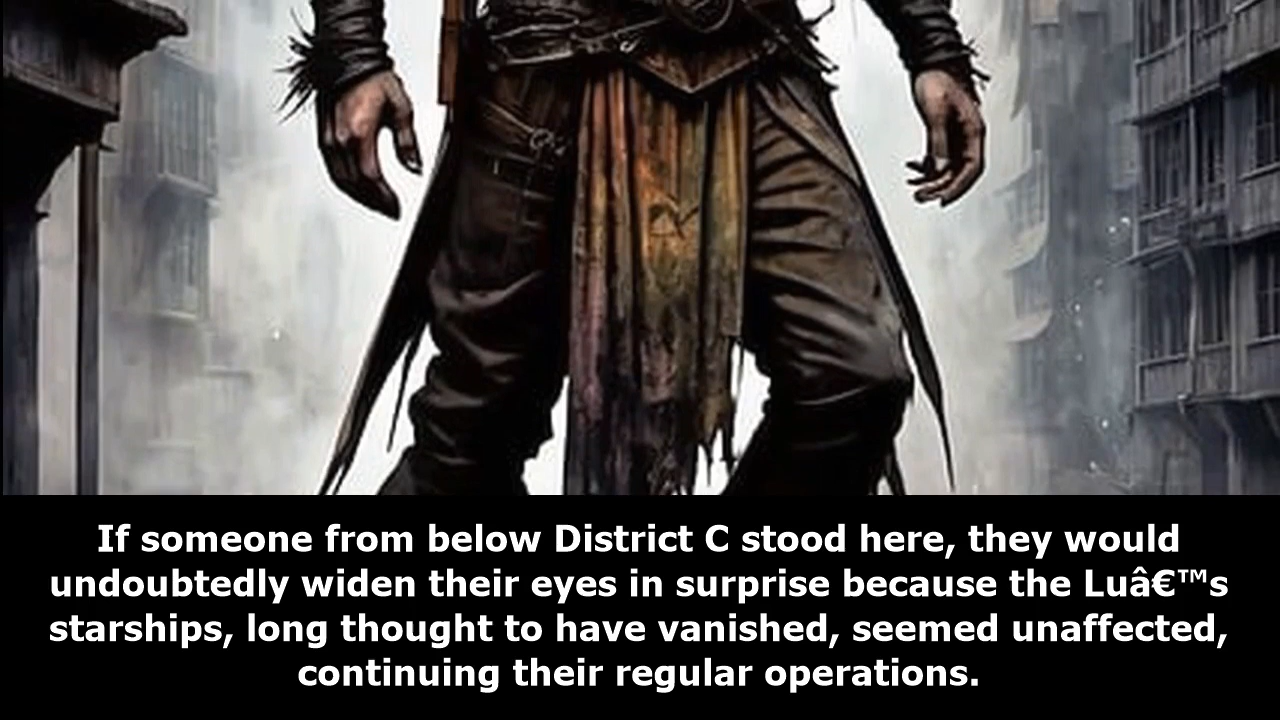 If someone from below District C stood here, they would
undoubtedly widen their eyes in surprise because the Luâ€™s
starships, long thought to have vanished, seemed unaffected,
continuing their regular operations.